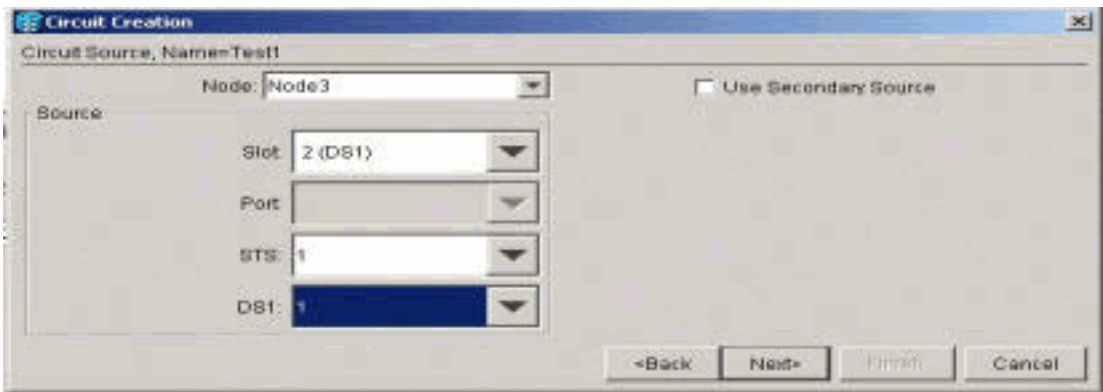 Circuit Creation
Circuit Source, Name=Test1
Node: Node3
Use Secondary Source
Source
Slot: 2 (DS1)
Port:
STS: 1
DS1: 1
<Back Next> Finish Cancel